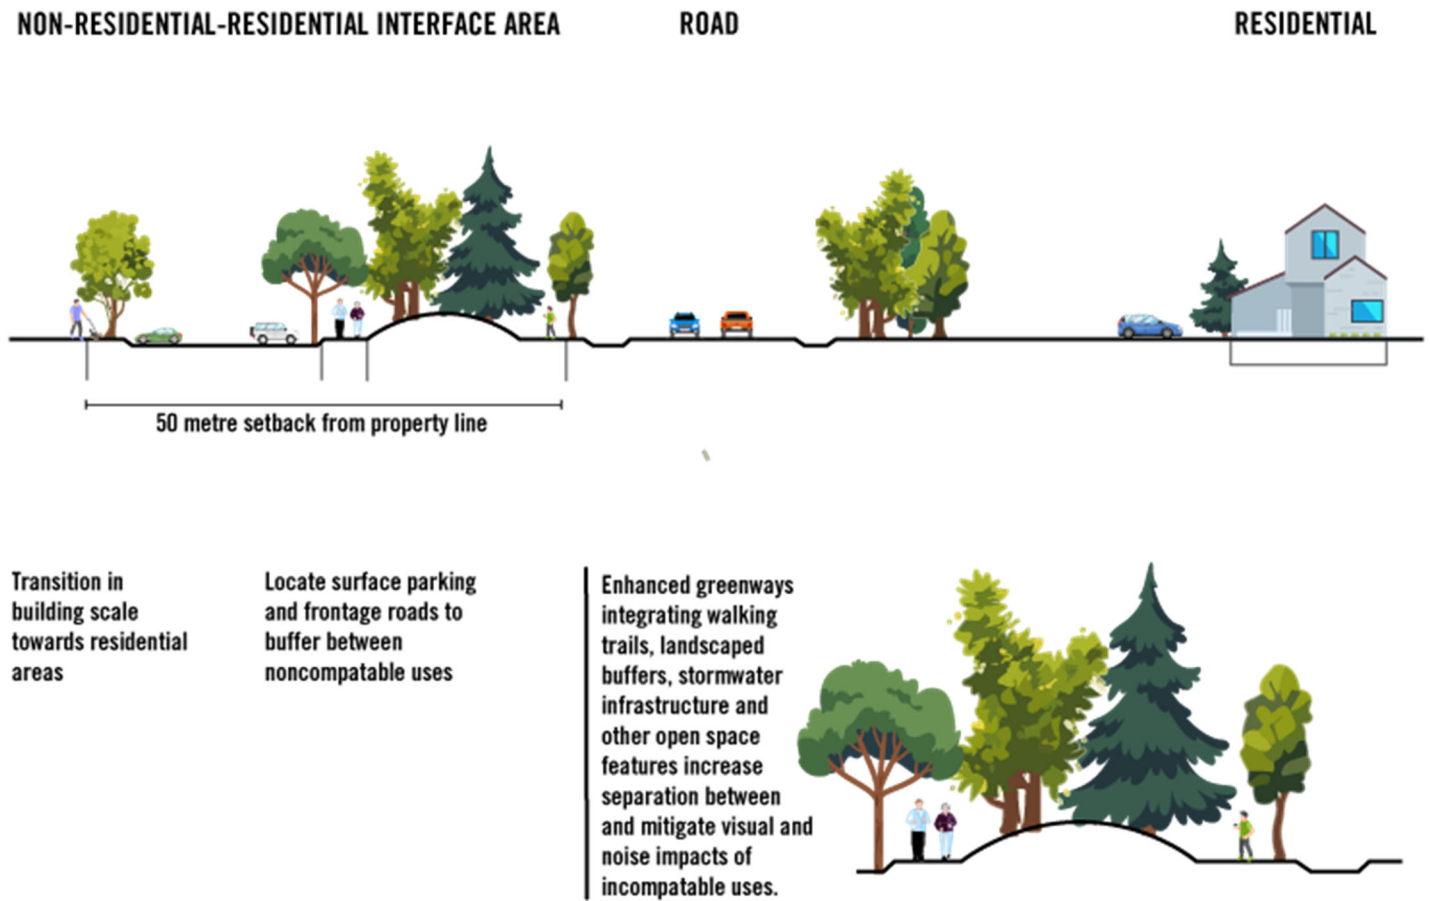 NON-RESIDENTIAL-RESIDENTIAL INTERFACE AREA
ROAD
RESIDENTIAL
50 metre setback from property line
Transition in
building scale
towards residential
areas
Locate surface parking
and frontage roads to
buffer between
noncompatable uses
Enhanced greenways
integrating walking
trails, landscaped
buffers, stormwater
infrastructure and
other open space
features increase
separation between
and mitigate visual and
noise impacts of
incompatable uses.